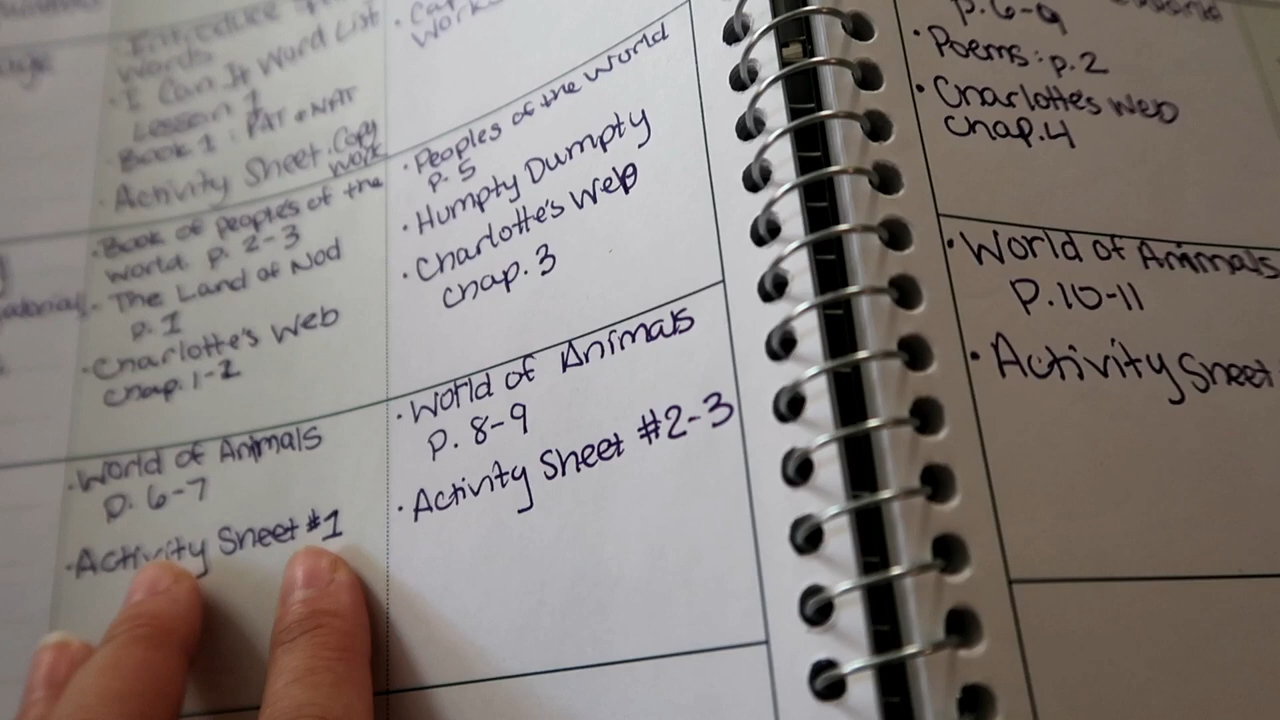 Introduce
words
· I Can It Word List
Lesson 1
· Book 1: PAT • NAT
· Activity Sheet · Copy
work
· Book of peoples of the
world. p. 2-3
· The Land of Nod
p. 1
· Charlotte's Web
Chap. 1-2
· World of Animals
p. 6-7
· Activity Sheet #1
work
· Peoples of the World
p. 5
· Humpty Dumpty
· Charlotte's Web
Chap. 3
· World of Animals
p. 8-9
· Activity Sheet #2-3
p. 6-9
· Poems: p. 2
· Charlotte's Web
Chap. 4
· World of Animals
P. 10-11
· Activity Sheet